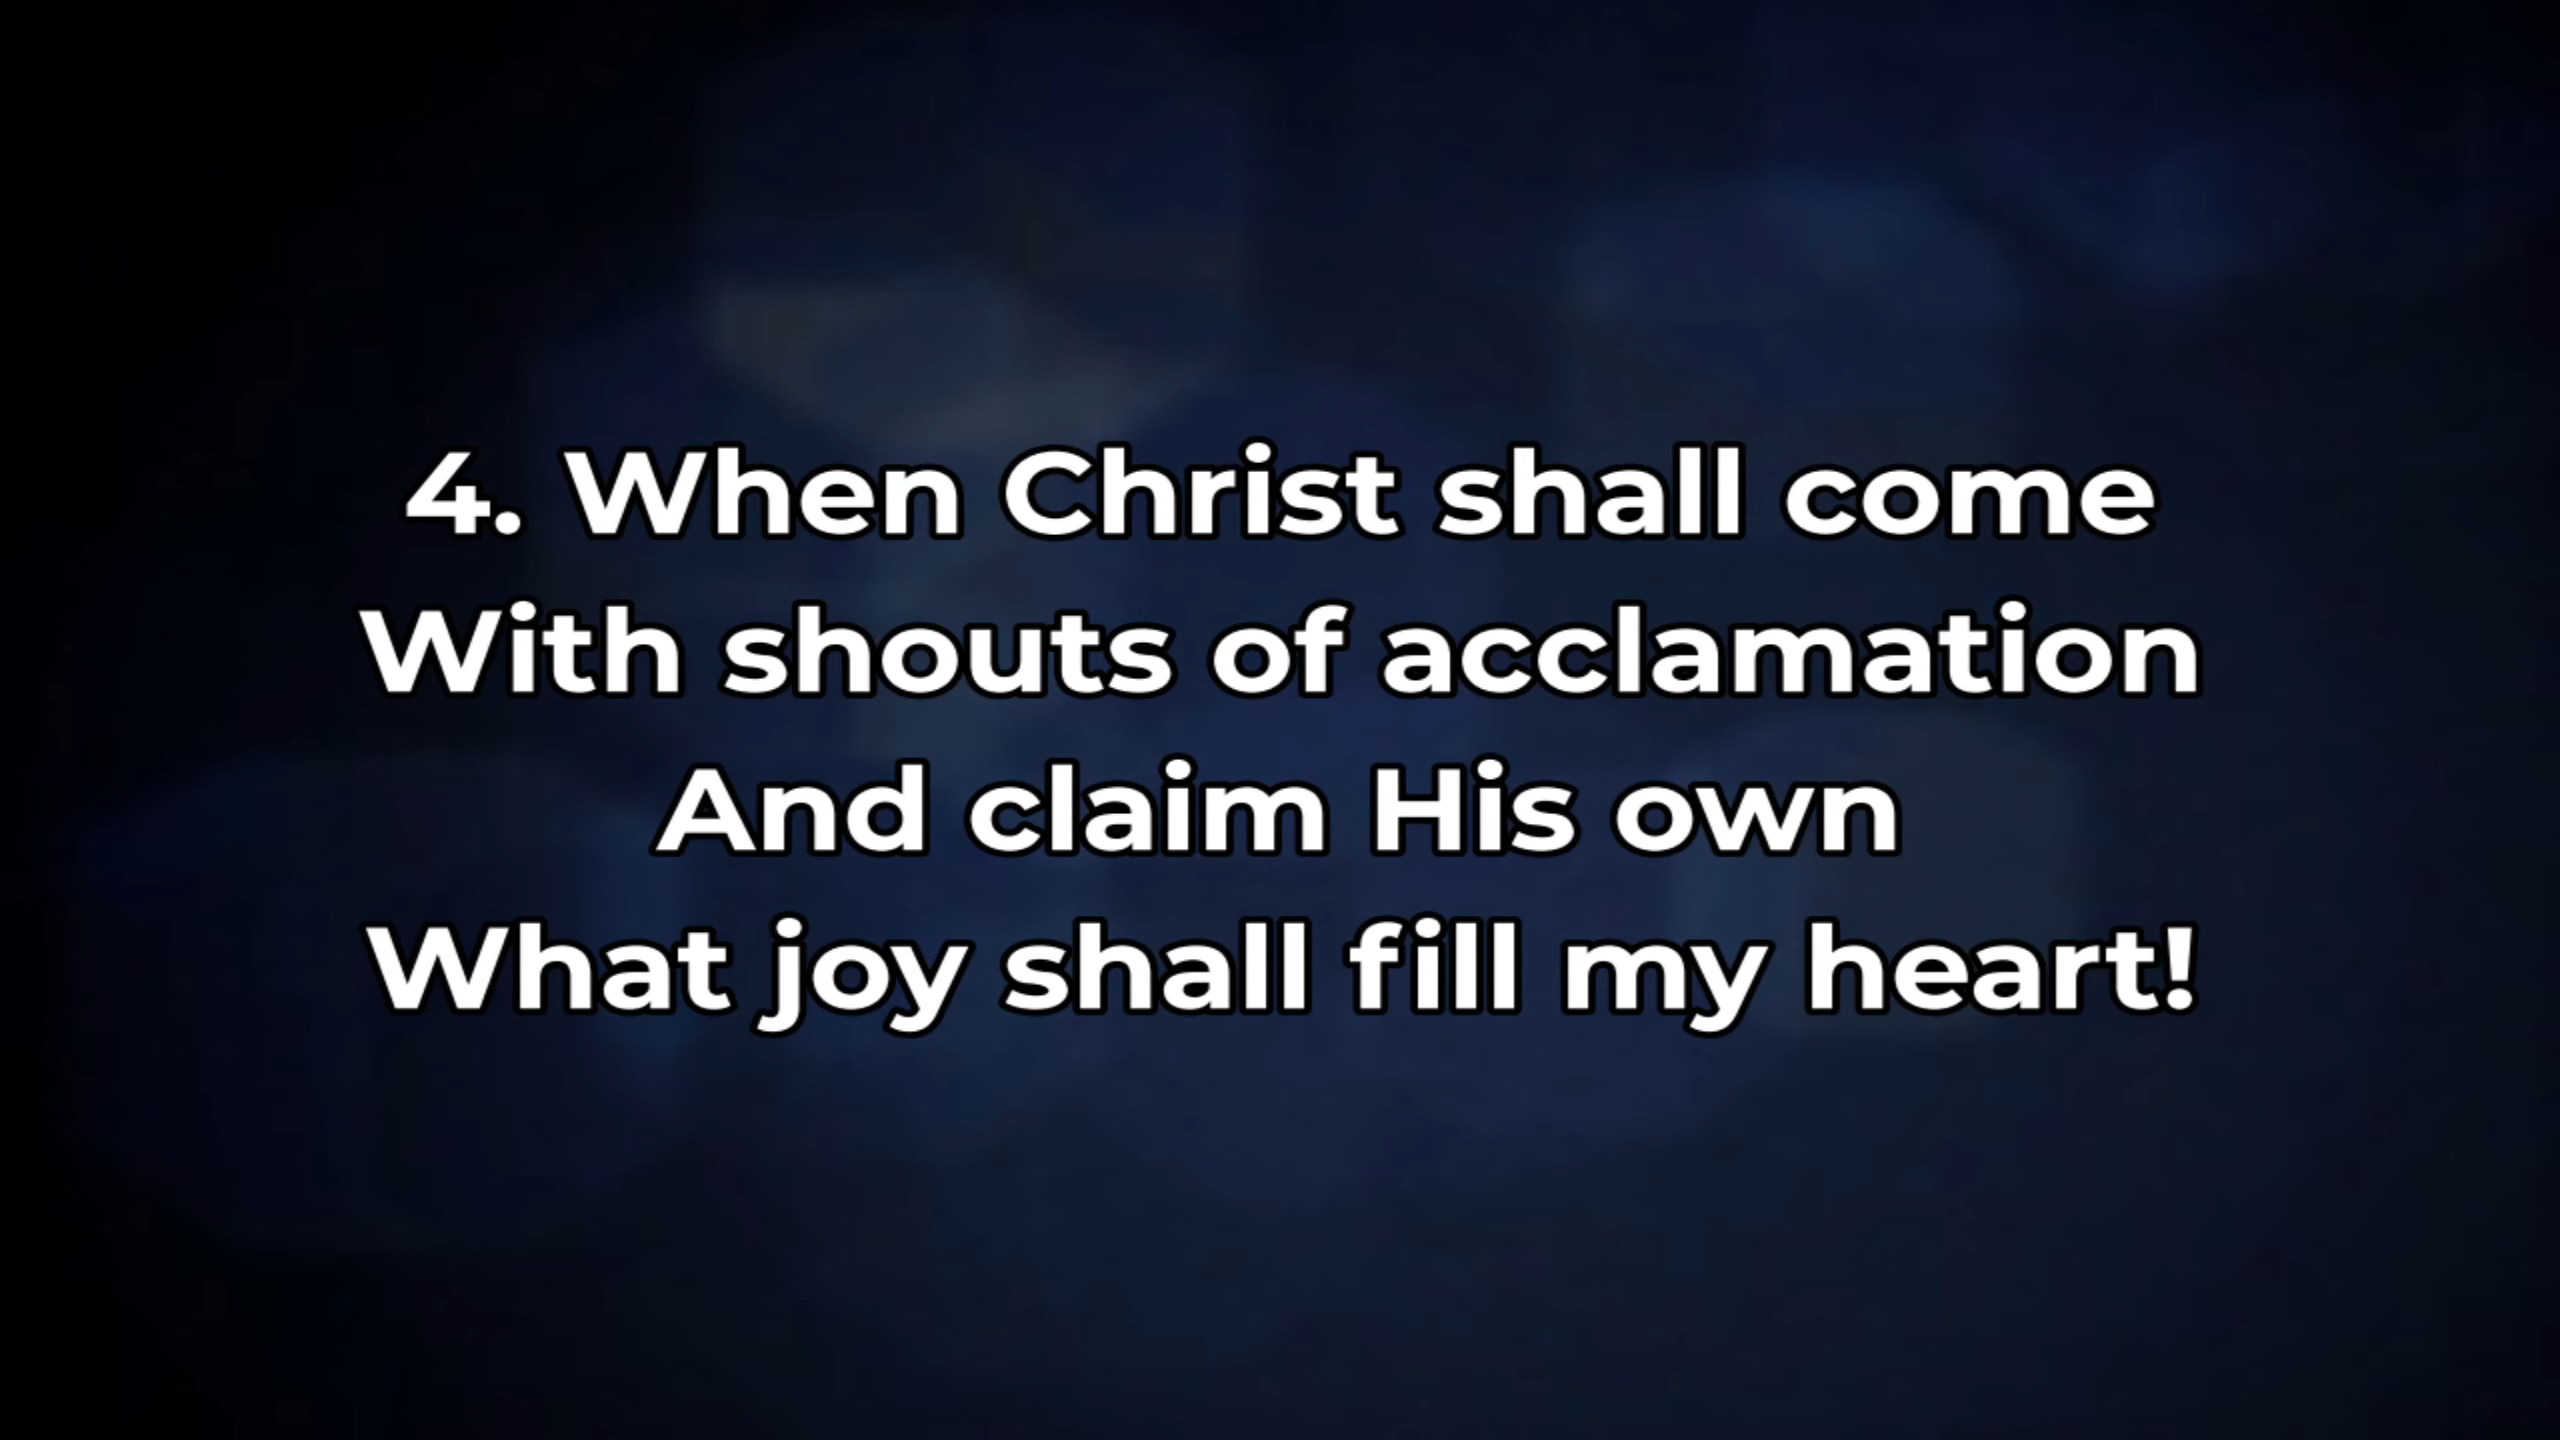 4. When Christ shall come
With shouts of acclamation
And claim His own
What joy shall fill my heart!